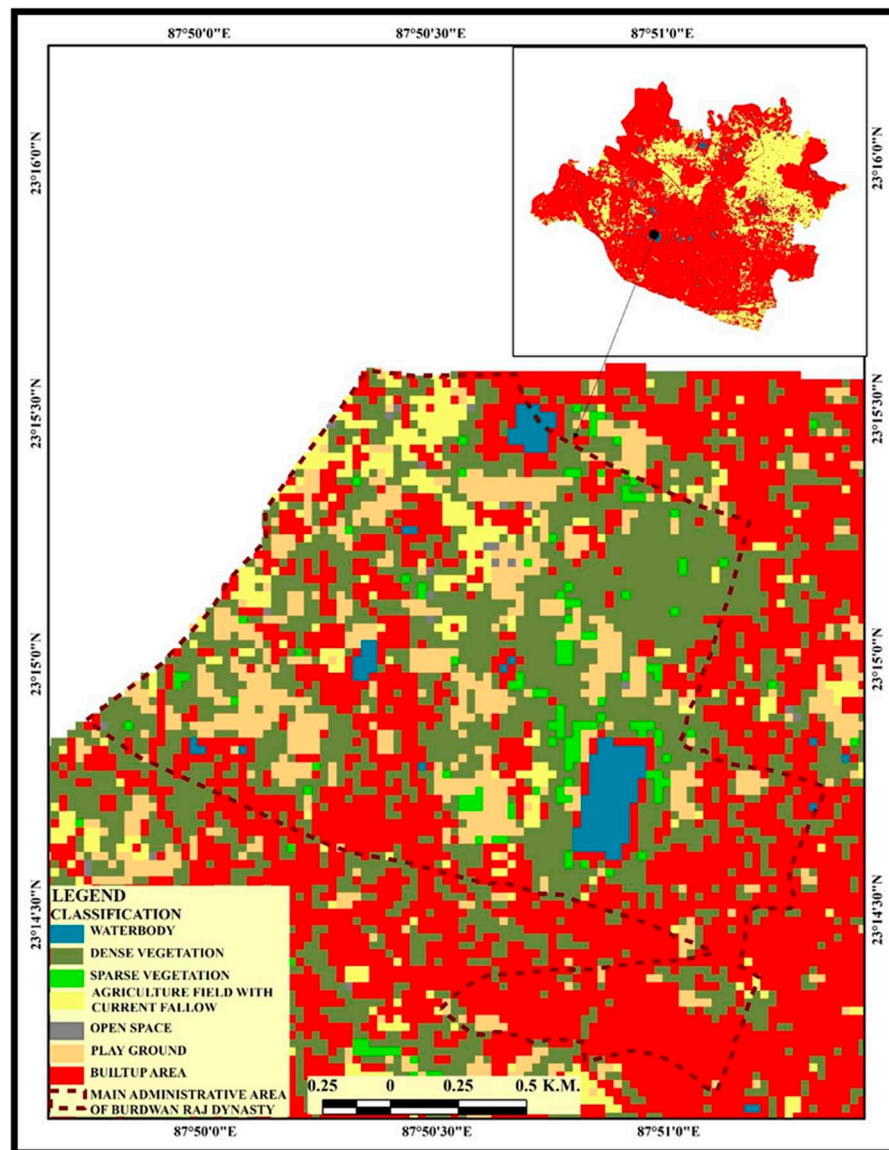 87°50'0"E 87°50'30"E 87°51'0"E
23°16'0"N 23°16'0"N
23°15'30"N 23°15'30"N
23°15'0"N 23°15'0"N
23°14'30"N 23°14'30"N
LEGEND
CLASSIFICATION
WATERBODY
DENSE VEGETATION
SPARSE VEGETATION
AGRICULTURE FIELD WITH
CURRENT FALLOW
OPEN SPACE
PLAY GROUND
BUILTUP AREA
MAIN ADMINISTRATIVE AREA
OF BURDWAN RAJ DYNASTY
0.25 0 0.25 0.5 K.M.
87°50'0"E 87°50'30"E 87°51'0"E